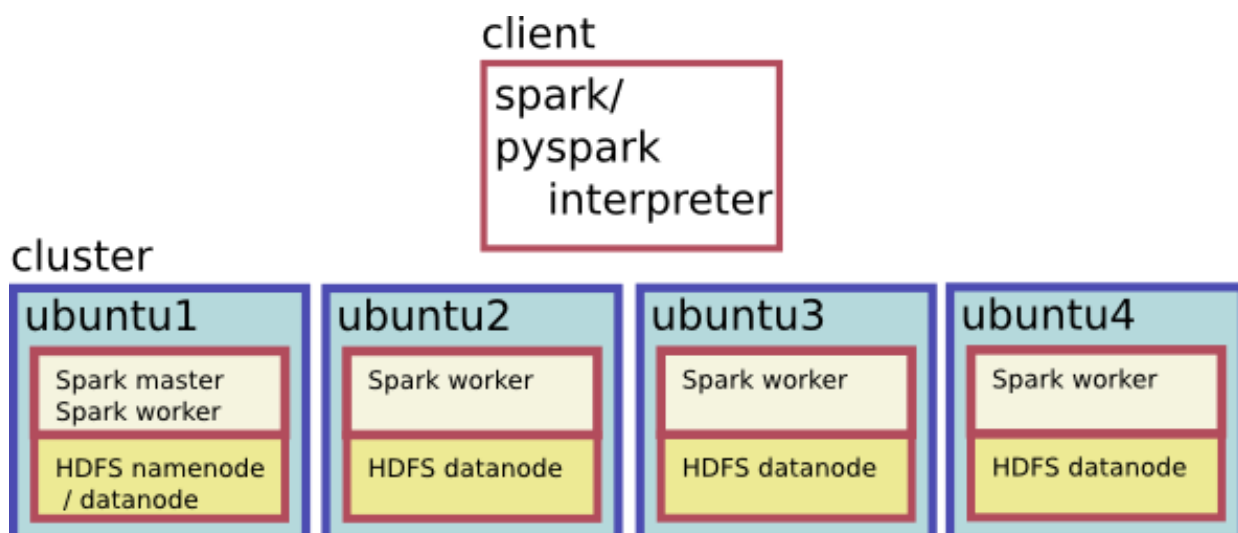 client
spark/
pyspark
interpreter
cluster
ubuntu1
Spark master
Spark worker
HDFS namenode
/ datanode
ubuntu2
Spark worker
HDFS datanode
ubuntu3
Spark worker
HDFS datanode
ubuntu4
Spark worker
HDFS datanode